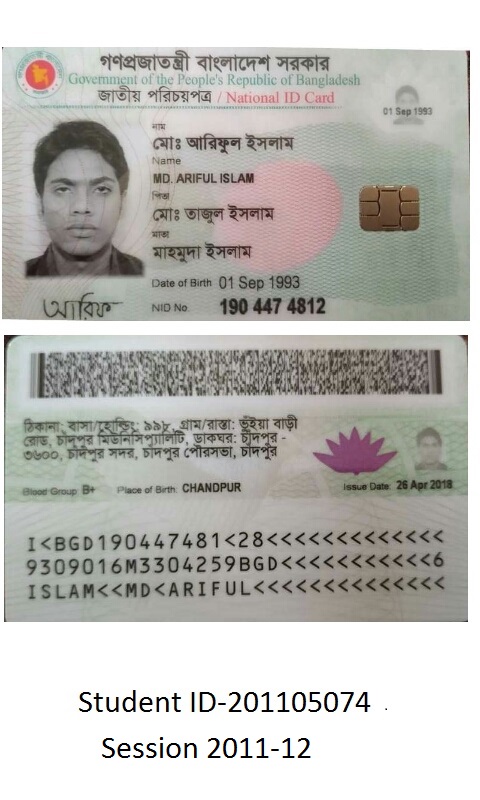 গণপ্রজাতন্ত্রী বাংলাদেশ সরকার
Government of the People's Republic of Bangladesh
জাতীয় পরিচয়পত্র / National ID Card
01 Sep 1993
নাম
মোঃ আরিফুল ইসলাম
Name
MD. ARIFUL ISLAM
পিতা
মোঃ তাজুল ইসলাম
মাতা
মাহমুদা ইসলাম
Date of Birth 01 Sep 1993
আরিফ
NID No. 190 447 4812
ঠিকানা: বাসা/হোল্ডিং: ৯৯৮, গ্রাম/রাস্তা: ভূঁইয়া বাড়ী
রোড, চাঁদপুর মিউনিসিপ্যালিটি, ডাকঘর: চাঁদপুর -
৩৬০০, চাঁদপুর সদর, চাঁদপুর পৌরসভা, চাঁদপুর
Blood Group: B+ Place of Birth: CHANDPUR Issue Date: 26 Apr 2018
I<BGD190447481<28<<<<<<<<<<<<<
9309016M3304259BGD<<<<<<<<<<<6
ISLAM<<MD<ARIFUL<<<<<<<<<<<<<<
Student ID-201105074 .
Session 2011-12